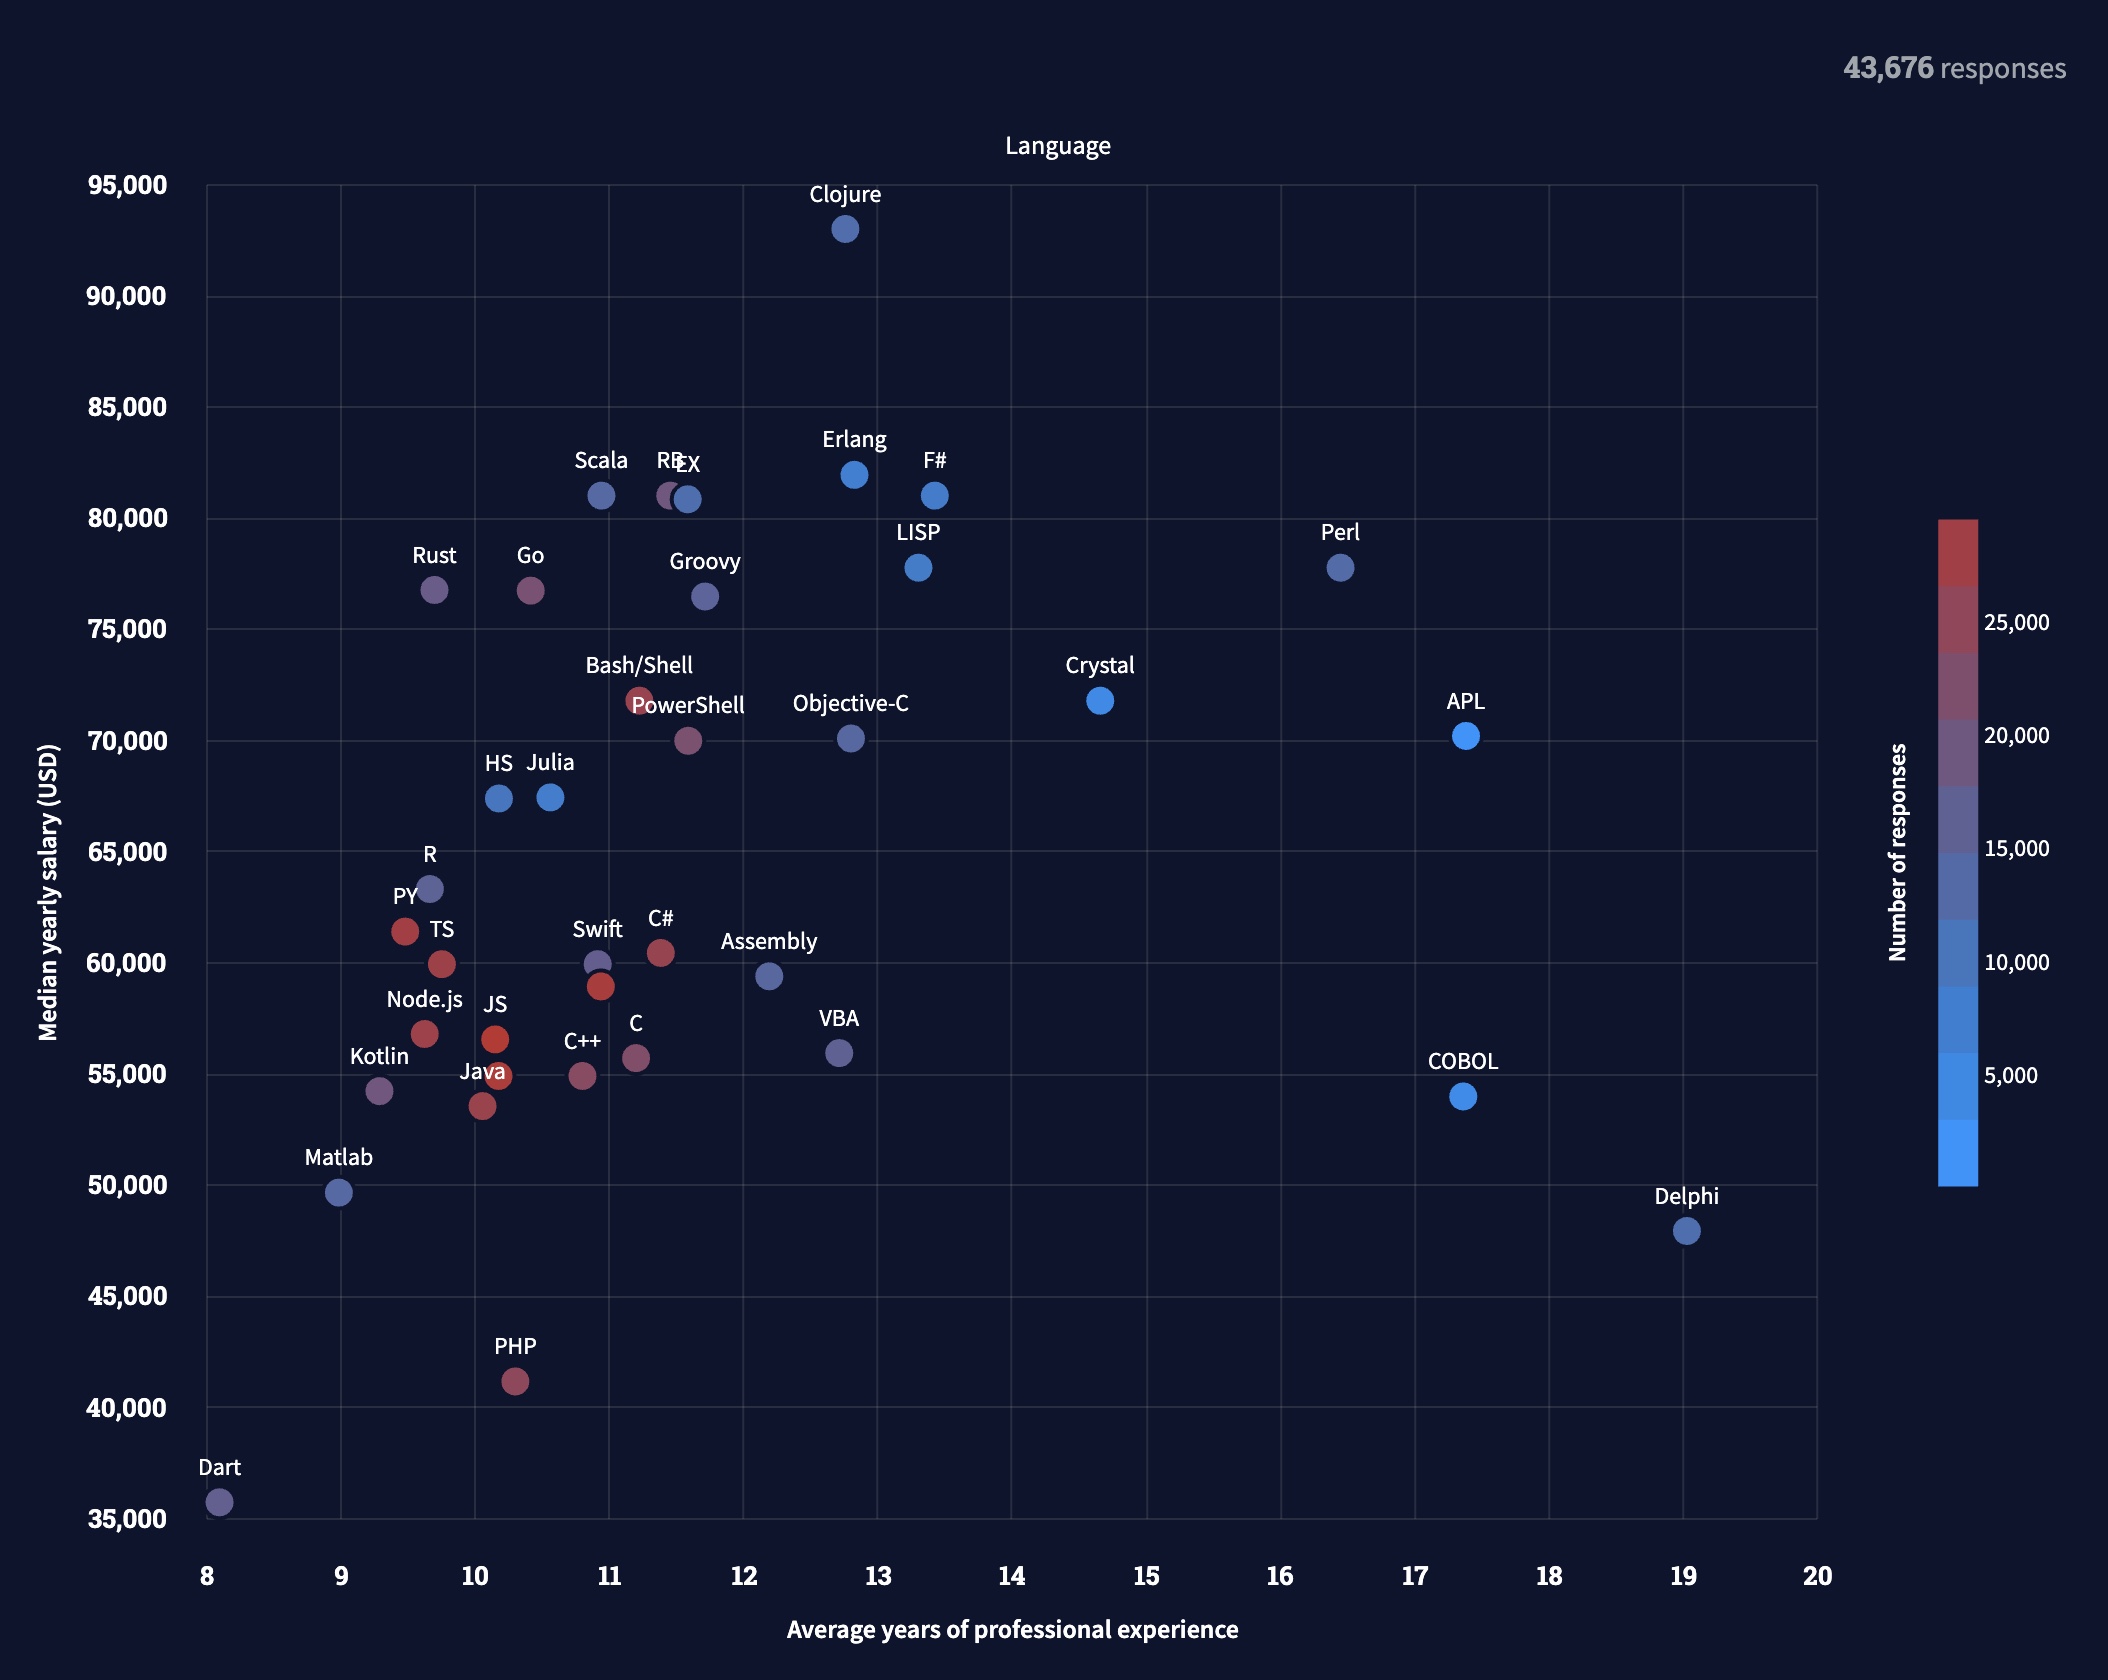 43,676 responses
Language
95,000
90,000
85,000
80,000
75,000
70,000
65,000
60,000
55,000
50,000
45,000
40,000
35,000
Median yearly salary (USD)
Clojure
Erlang
Scala
RB
EX
F#
LISP
Perl
Rust
Go
Groovy
Bash/Shell
Crystal
PowerShell
Objective-C
APL
HS
Julia
R
PY
TS
Swift
C#
Assembly
Node.js
JS
VBA
C
C++
Kotlin
Java
COBOL
Matlab
Delphi
PHP
Dart
8 9 10 11 12 13 14 15 16 17 18 19 20
Average years of professional experience
Number of responses
25,000
20,000
15,000
10,000
5,000